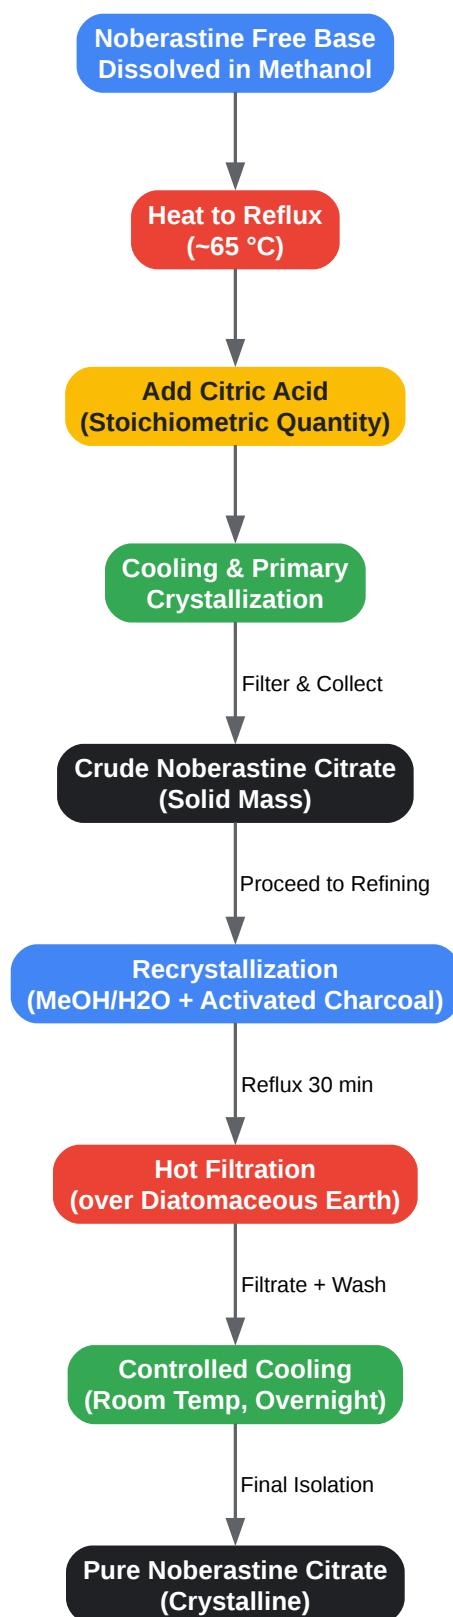 Noberastine Free Base
Dissolved in Methanol
Heat to Reflux
(~65 °C)
Add Citric Acid
(Stoichiometric Quantity)
Cooling & Primary
Crystallization
Filter & Collect
Crude Noberastine Citrate
(Solid Mass)
Proceed to Refining
Recrystallization
(MeOH/H2O + Activated Charcoal)
Reflux 30 min
Hot Filtration
(over Diatomaceous Earth)
Filtrate + Wash
Controlled Cooling
(Room Temp, Overnight)
Final Isolation
Pure Noberastine Citrate
(Crystalline)